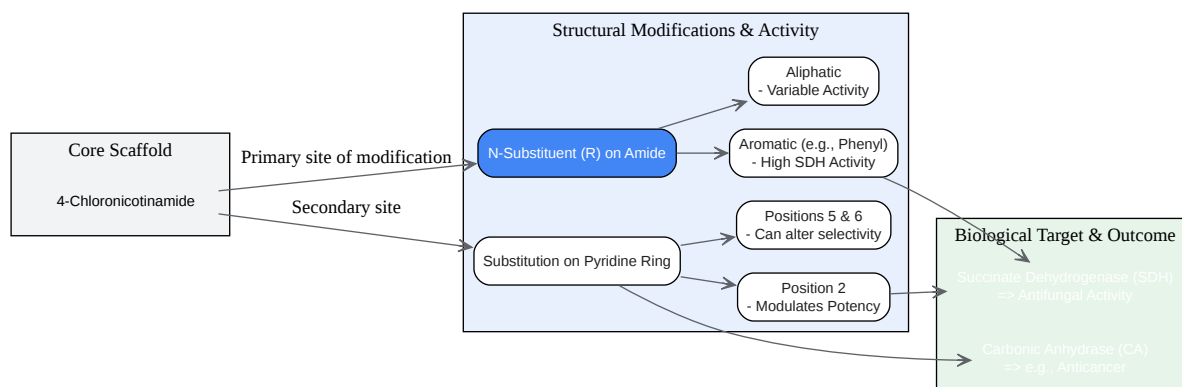 Structural Modifications & Activity
Aliphatic
- Variable Activity
Core Scaffold
4-Chloronicotinamide
Primary site of modification
N-Substituent (R) on Amide
Aromatic (e.g., Phenyl)
- High SDH Activity
Secondary site
Substitution on Pyridine Ring
Positions 5 & 6
- Can alter selectivity
Position 2
- Modulates Potency
Biological Target & Outcome
Succinate Dehydrogenase (SDH)
=> Antifungal Activity
Carbonic Anhydrase (CA)
=> e.g., Anticancer